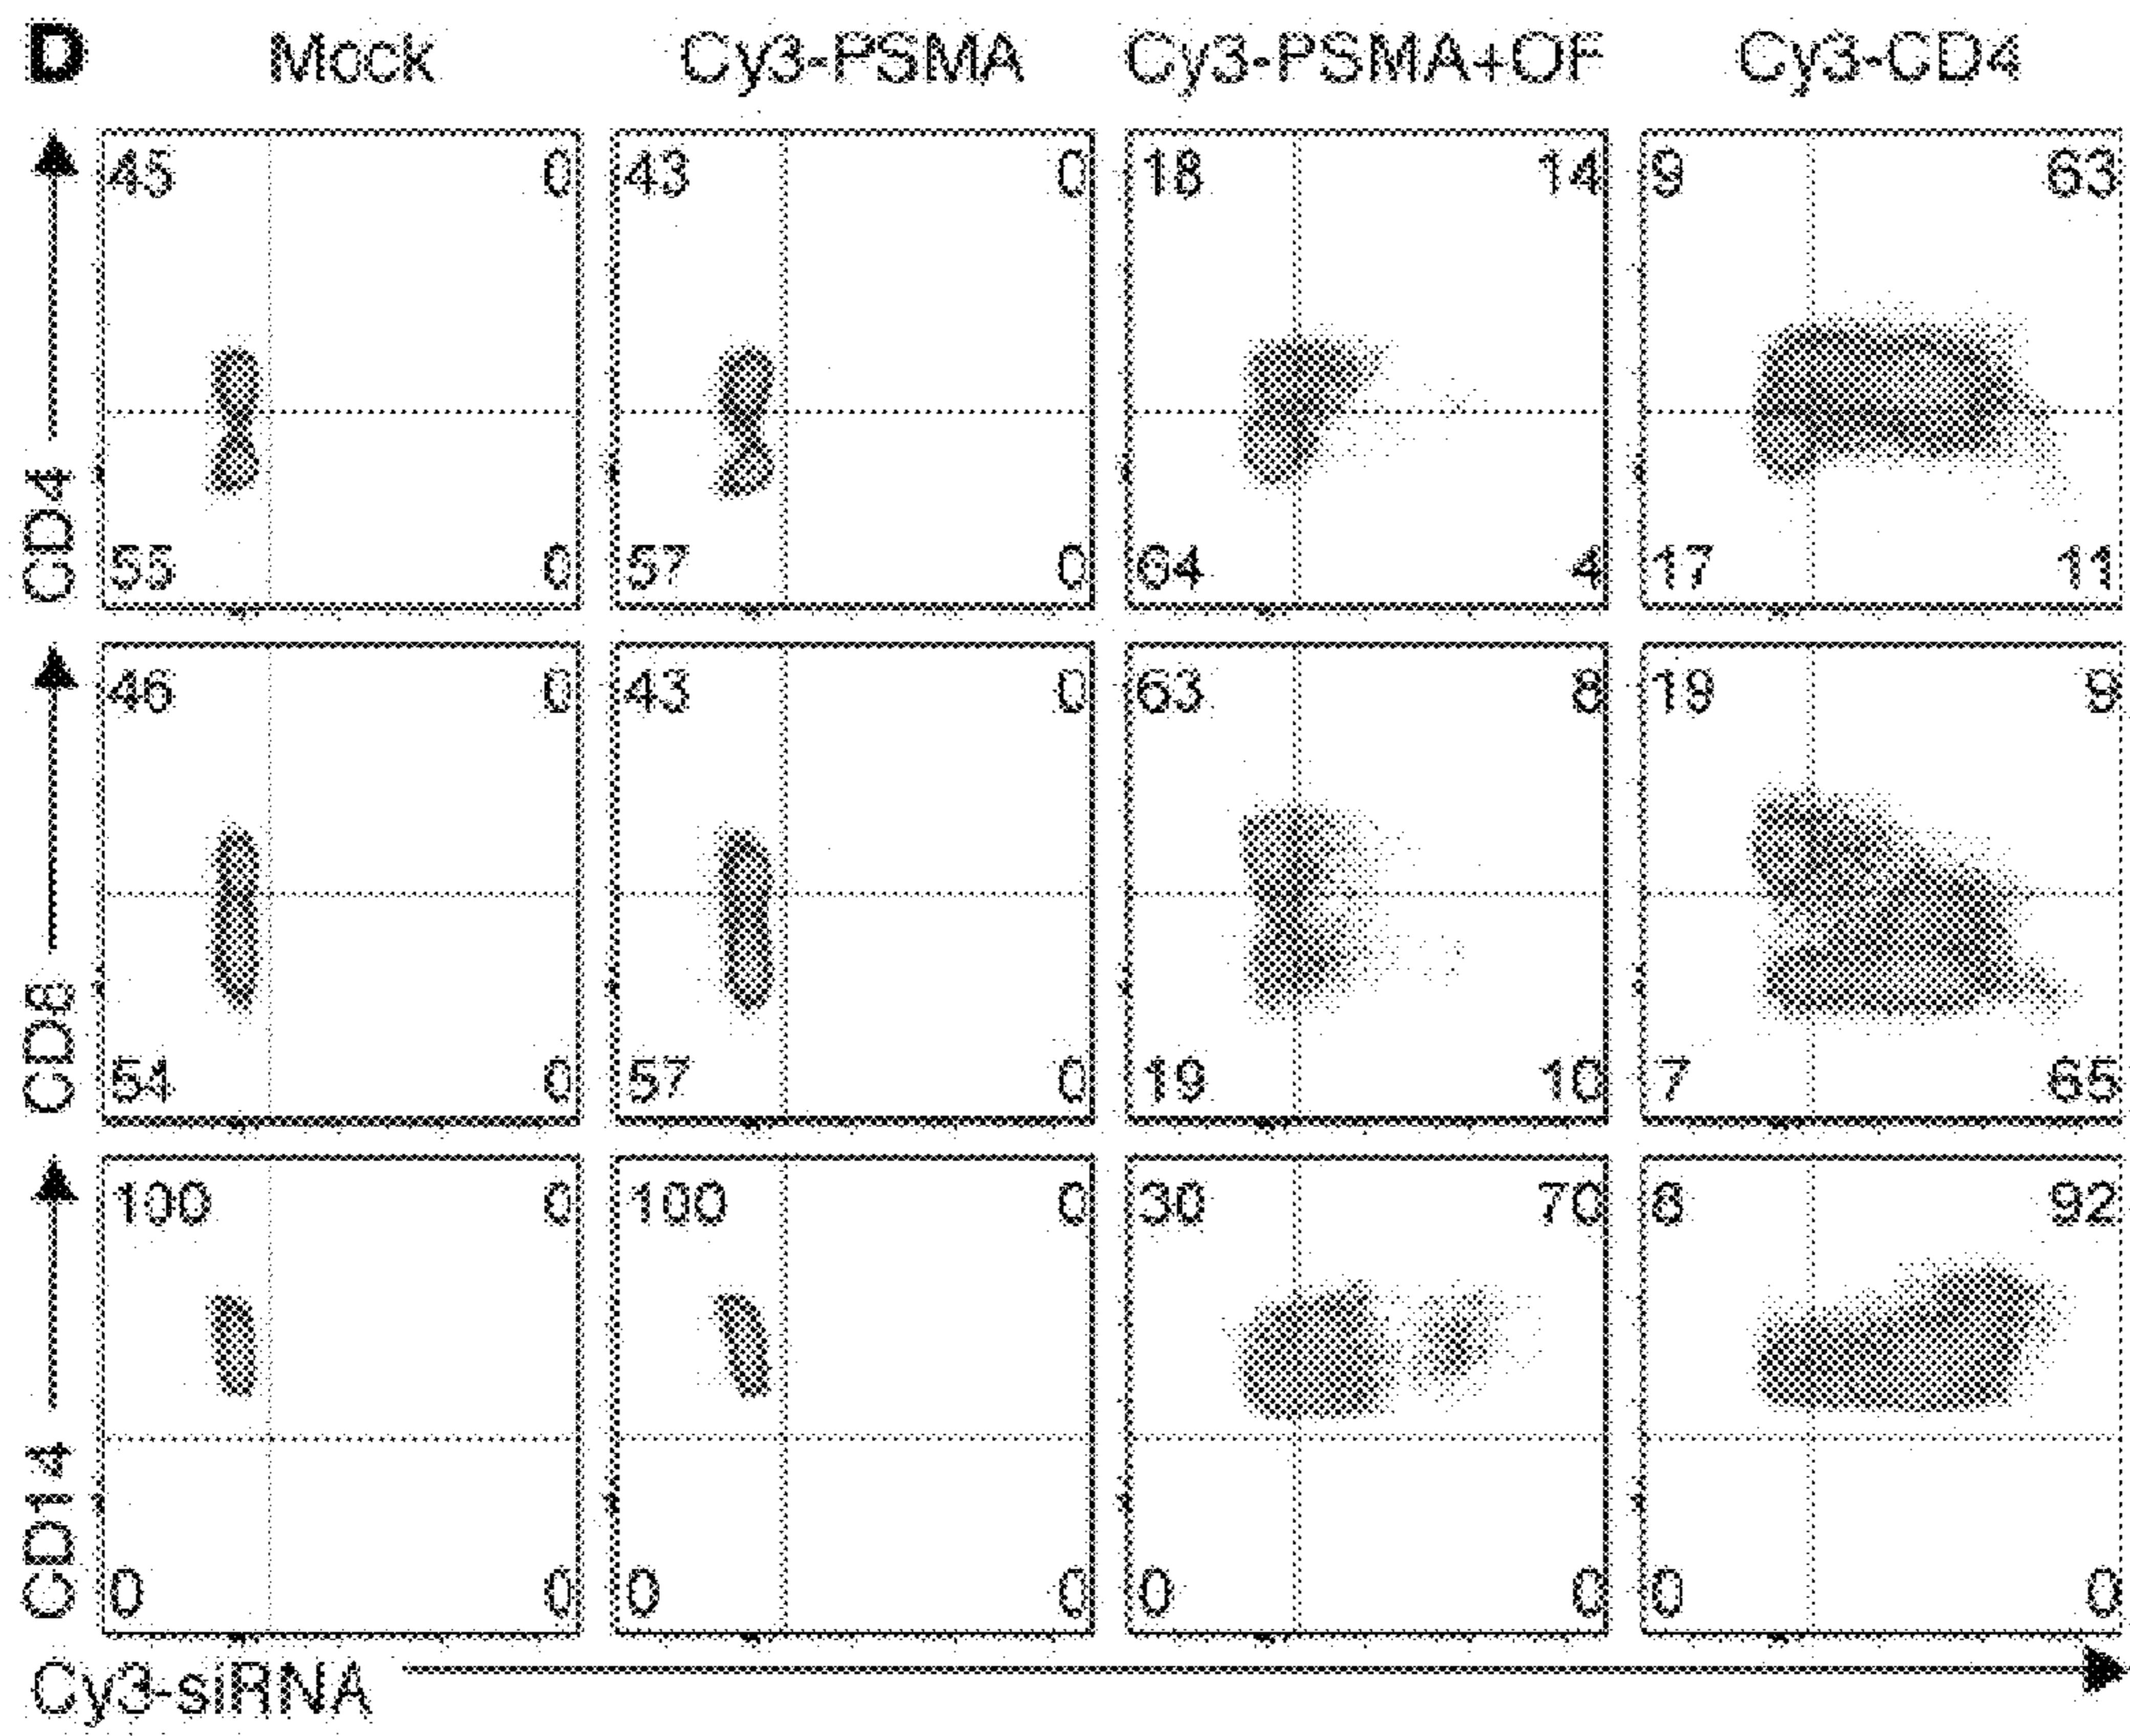 D Mock Cy3-PSMA Cy3-PSMA+OF Cy3-CD4
CD4
45 0 43 0 18 14 9 63
55 0 57 0 64 4 17 11
CD8
46 0 43 0 63 8 19 9
54 0 57 0 19 10 7 65
CD14
100 0 100 0 30 70 8 92
0 0 0 0 0 0 0 0
Cy3-siRNA